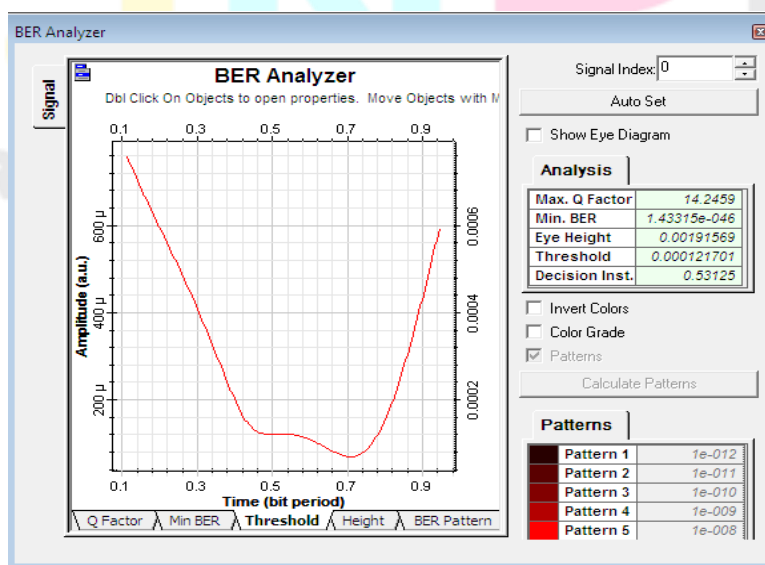 BER Analyzer
Signal
BER Analyzer
Dbl Click On Objects to open properties. Move Objects with M
0.1 0.3 0.5 0.7 0.9
Amplitude (a.u.)
600 µ
400 µ
200 µ
0.0006
0.0004
0.0002
0.1 0.3 0.5 0.7 0.9
Time (bit period)
Q Factor Min BER Threshold Height BER Pattern
Signal Index: 0
Auto Set
Show Eye Diagram
Analysis
Max. Q Factor 14.2459
Min. BER 1.43315e-046
Eye Height 0.00191569
Threshold 0.000121701
Decision Inst. 0.53125
Invert Colors
Color Grade
Patterns
Calculate Patterns
Patterns
Pattern 1 1e-012
Pattern 2 1e-011
Pattern 3 1e-010
Pattern 4 1e-009
Pattern 5 1e-008